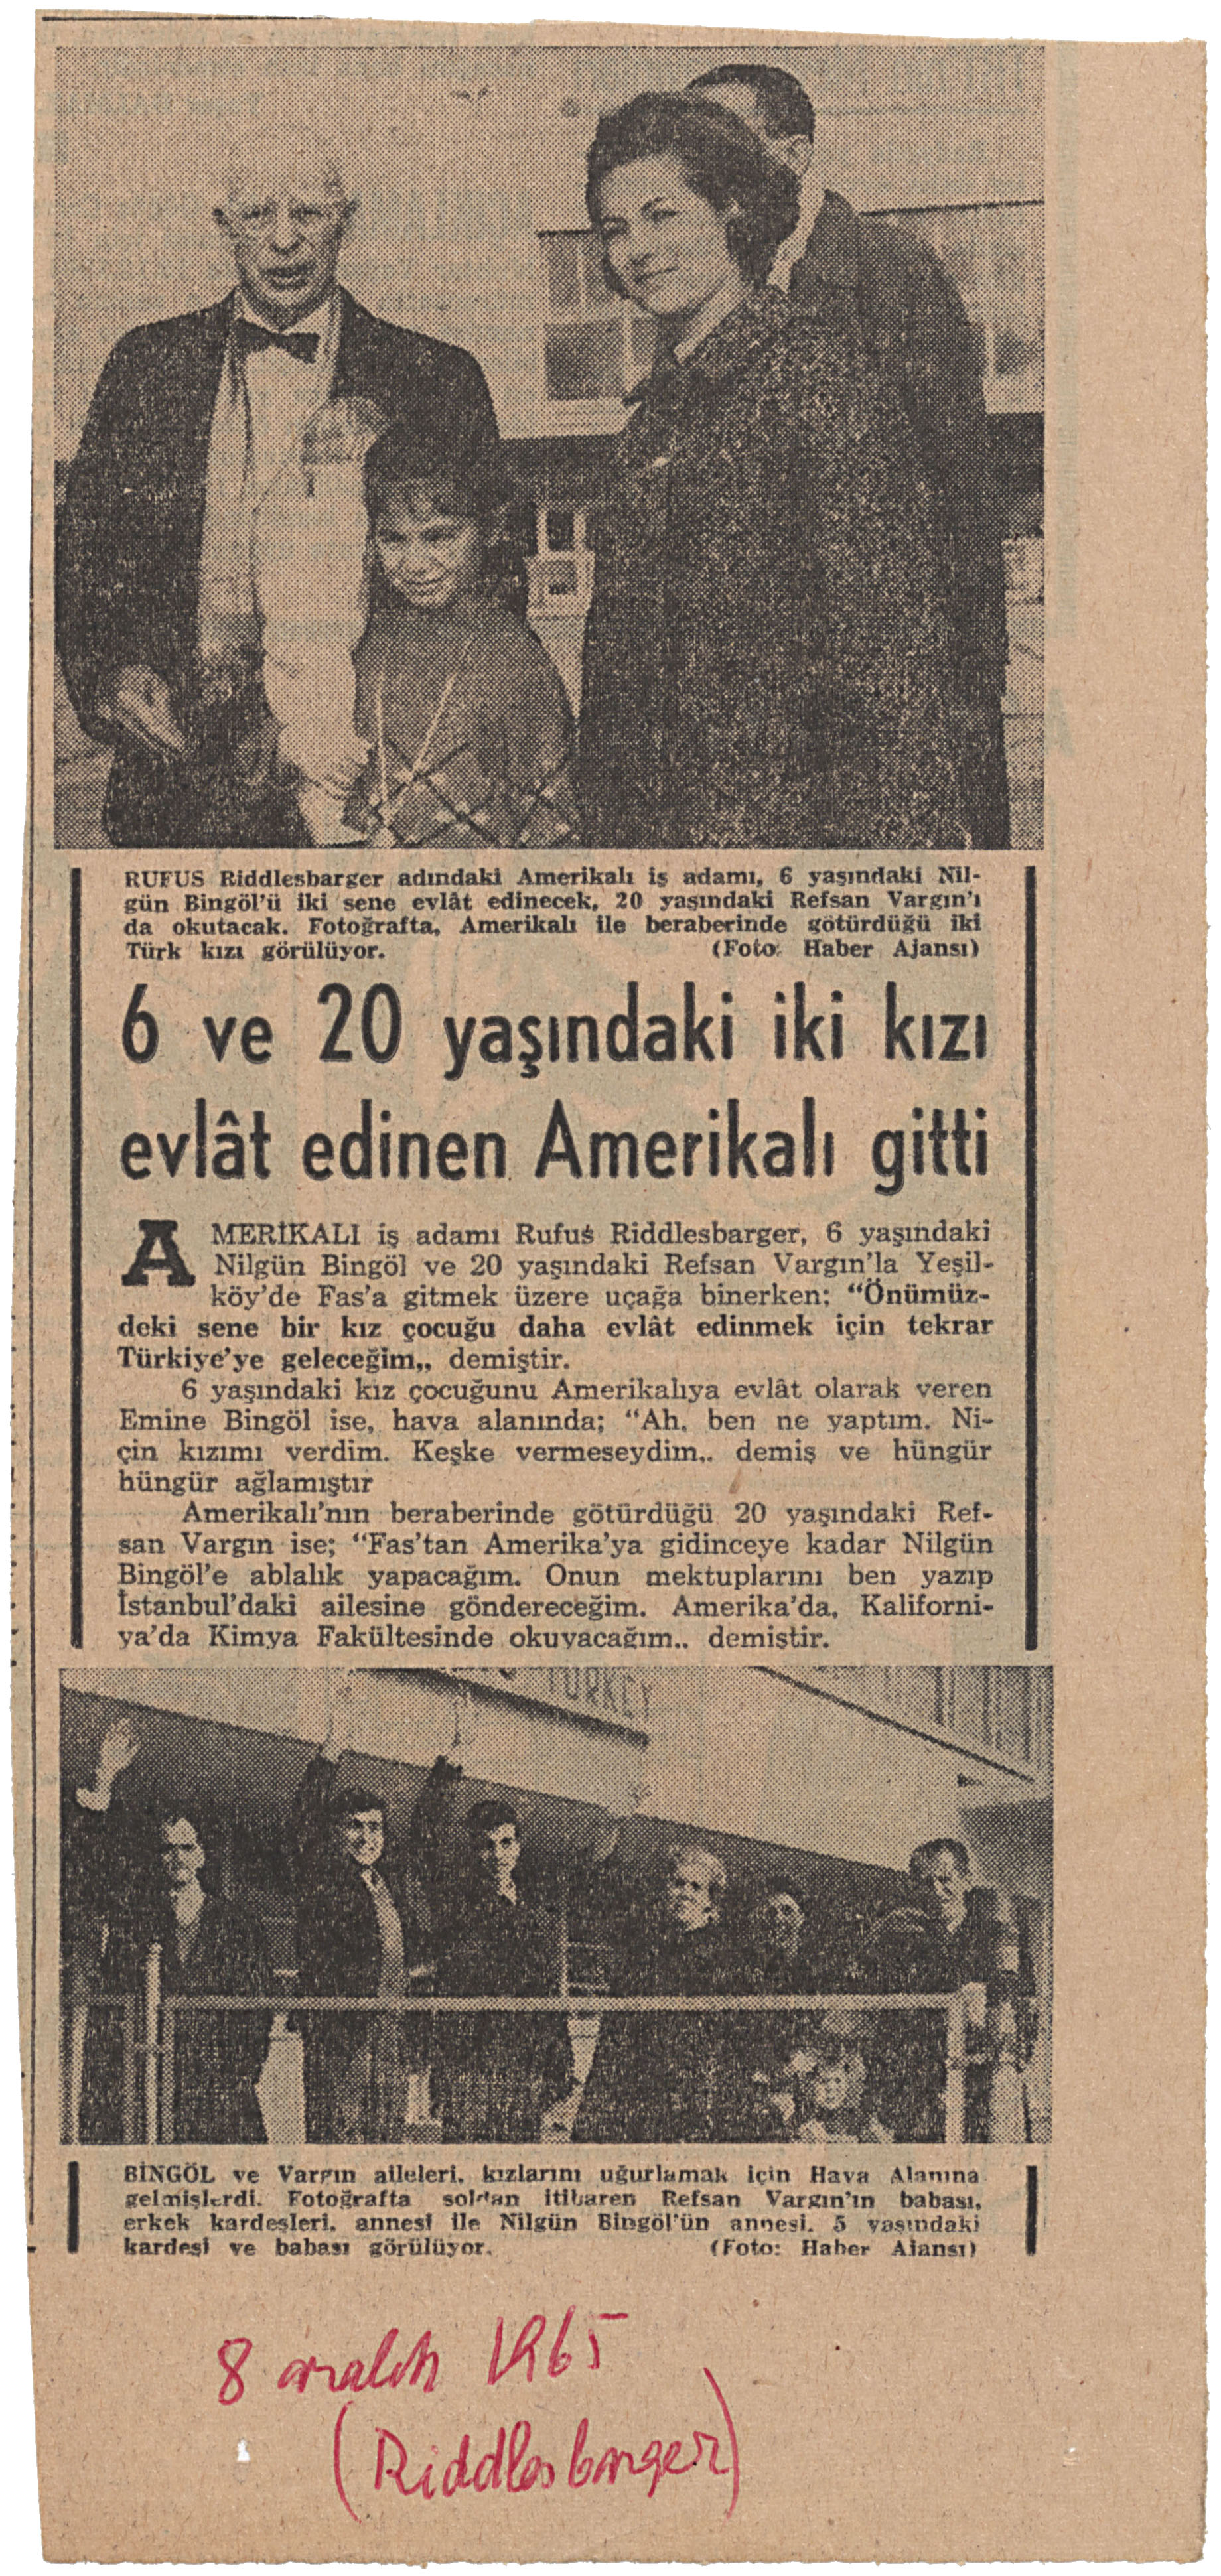 RUFUS Riddlesbarger adındaki Amerikalı iş adamı, 6 yaşındaki Nil-
gün Bingöl'ü iki sene evlât edinecek, 20 yaşındaki Refsan Vargın'ı
da okutacak. Fotoğrafta, Amerikalı ile beraberinde götürdüğü iki
Türk kızı görülüyor. (Foto: Haber Ajansı)
6 ve 20 yaşındaki iki kızı
evlât edinen Amerikalı gitti
AMERİKALI iş adamı Rufus Riddlesbarger, 6 yaşındaki
Nilgün Bingöl ve 20 yaşındaki Refsan Vargın'la Yeşil-
köy'de Fas'a gitmek üzere uçağa binerken; “Önümüz-
deki sene bir kız çocuğu daha evlât edinmek için tekrar
Türkiye'ye geleceğim,, demiştir.
6 yaşındaki kız çocuğunu Amerikalıya evlât olarak veren
Emine Bingöl ise, hava alanında; “Ah, ben ne yaptım. Ni-
çin kızımı verdim. Keşke vermeseydim.. demiş ve hüngür
hüngür ağlamıştır
Amerikalı'nın beraberinde götürdüğü 20 yaşındaki Ref-
san Vargın ise; “Fas'tan Amerika'ya gidinceye kadar Nilgün
Bingöl'e ablalık yapacağım. Onun mektuplarını ben yazıp
İstanbul'daki ailesine göndereceğim. Amerika'da, Kaliforni-
ya'da Kimya Fakültesinde okuyacağım.. demiştir.
TURKEY
BİNGÖL ve Vargın aileleri, kızlarını uğurlamak için Hava Alanına
gelmişlerdi. Fotoğrafta soldan itibaren Refsan Vargın'ın babası,
erkek kardeşleri, annesi ile Nilgün Bingöl'ün annesi, 5 yaşındaki
kardeşi ve babası görülüyor. (Foto: Haber Ajansı)
8 aralık 1965
(Riddlesbarger)